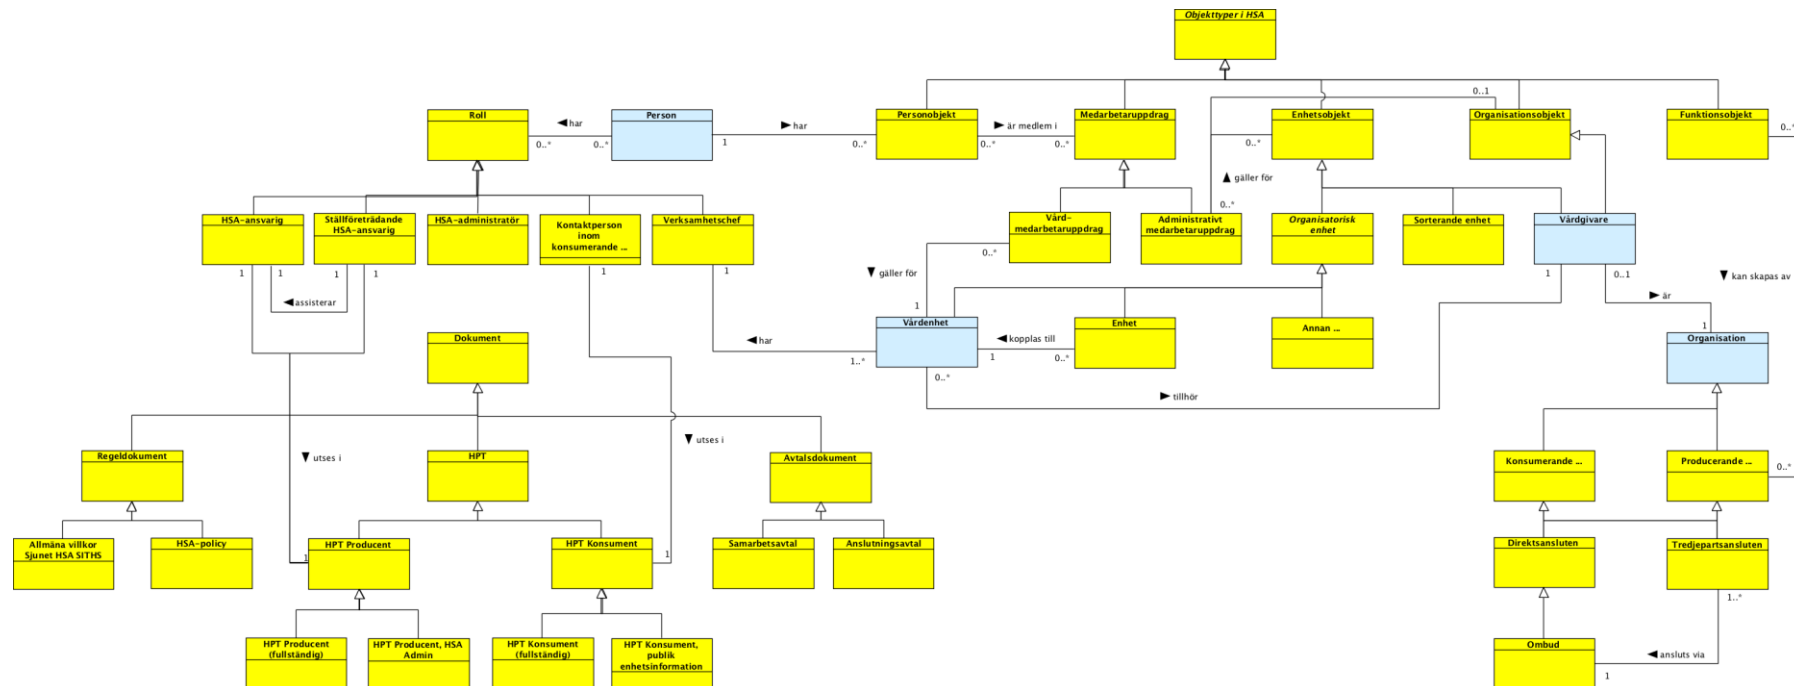 Objekttyper i HSA
0..1
Roll
◄ har
Person
► har
Personobjekt
► är medlem i
Medarbetaruppdrag
Enhetsobjekt
Organisationsobjekt
Funktionsobjekt
0..*
0..*
0..*
1
0..*
0..*
0..*
0..*
▲ gäller för
HSA-ansvarig
Ställföreträdande
HSA-ansvarig
HSA-administratör
Kontaktperson
inom
konsumerande ...
Verksamhetschef
Vård-
medarbetaruppdrag
Administrativt
medarbetaruppdrag
0..*
Organisatorisk
enhet
Sorterande enhet
Vårdgivare
0..*
1
1
1
1
1
1
▼ gäller för
1
0..1
▼ kan skapas av
◄ assisterar
► är
1
1
Dokument
◄ har
Vårdenhet
◄ kopplas till
Enhet
Annan ...
Organisation
1..*
1
0..*
0..*
► tillhör
▼ utses i
▼ utses i
Regeldokument
HPT
Avtalsdokument
Konsumerande ...
Producerande ...
0..*
Allmäna villkor
Sjunet HSA SITHS
HSA-policy
1
HPT Producent
HPT Konsument
1
Samarbetsavtal
Anslutningsavtal
Direktsansluten
Tredjepartsansluten
1..*
HPT Producent
(fullständig)
HPT Producent, HSA
Admin
HPT Konsument
(fullständig)
HPT Konsument,
publik
enhetsinformation
Ombud
◄ ansluts via
1